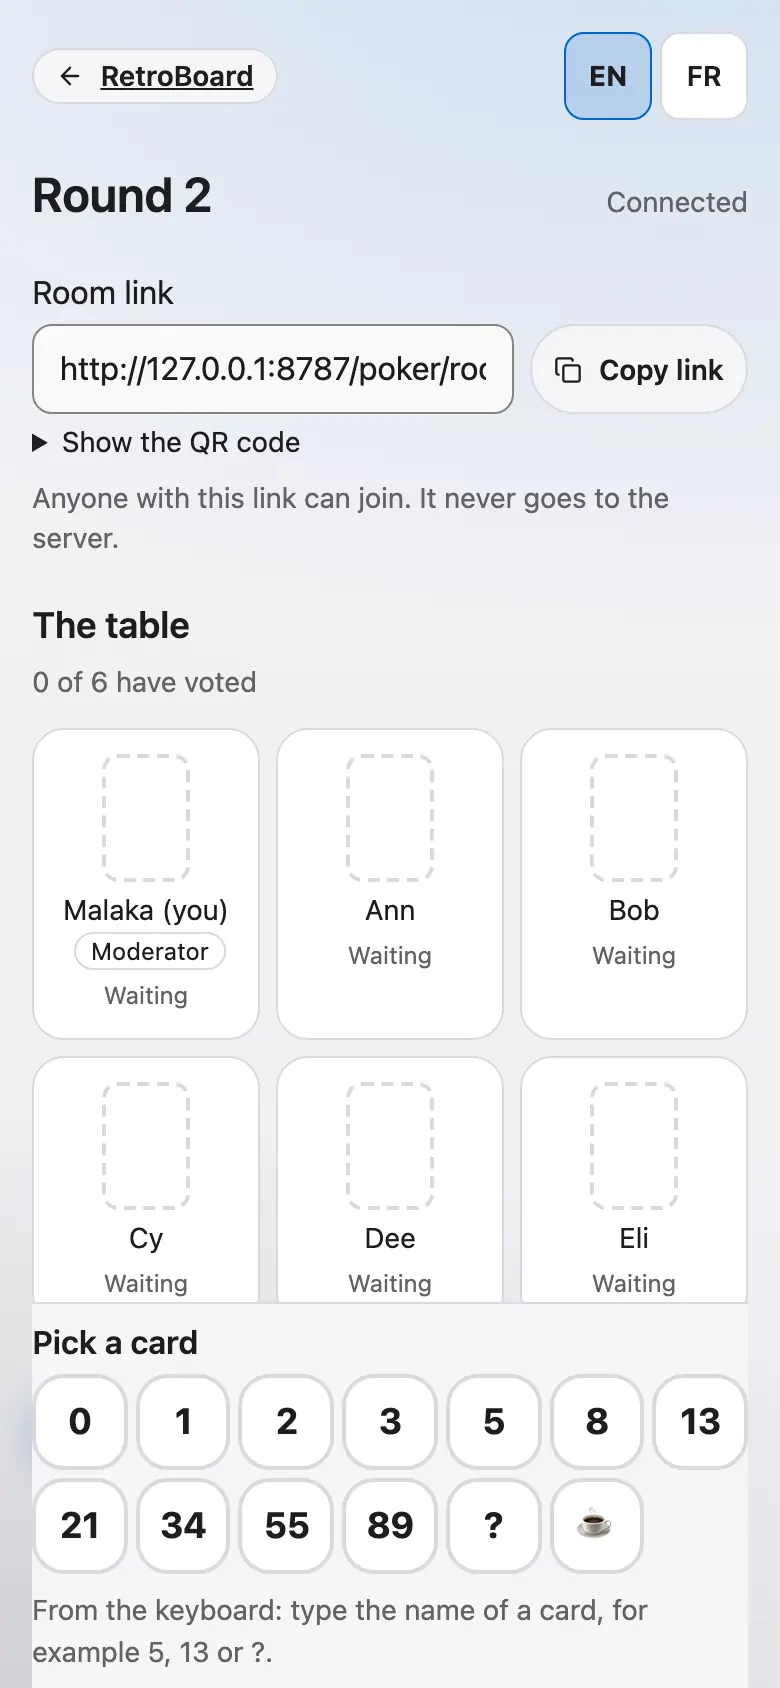 RetroBoard
EN
FR
Round 2
Connected
Room link
http://127.0.0.1:8787/poker/roo
Copy link
Show the QR code
Anyone with this link can join. It never goes to the
server.
The table
0 of 6 have voted
Malaka (you)
Moderator
Waiting
Ann
Waiting
Bob
Waiting
Cy
Waiting
Dee
Waiting
Eli
Waiting
Pick a card
0
1
2
3
5
8
13
21
34
55
89
?
From the keyboard: type the name of a card, for
example 5, 13 or ?.